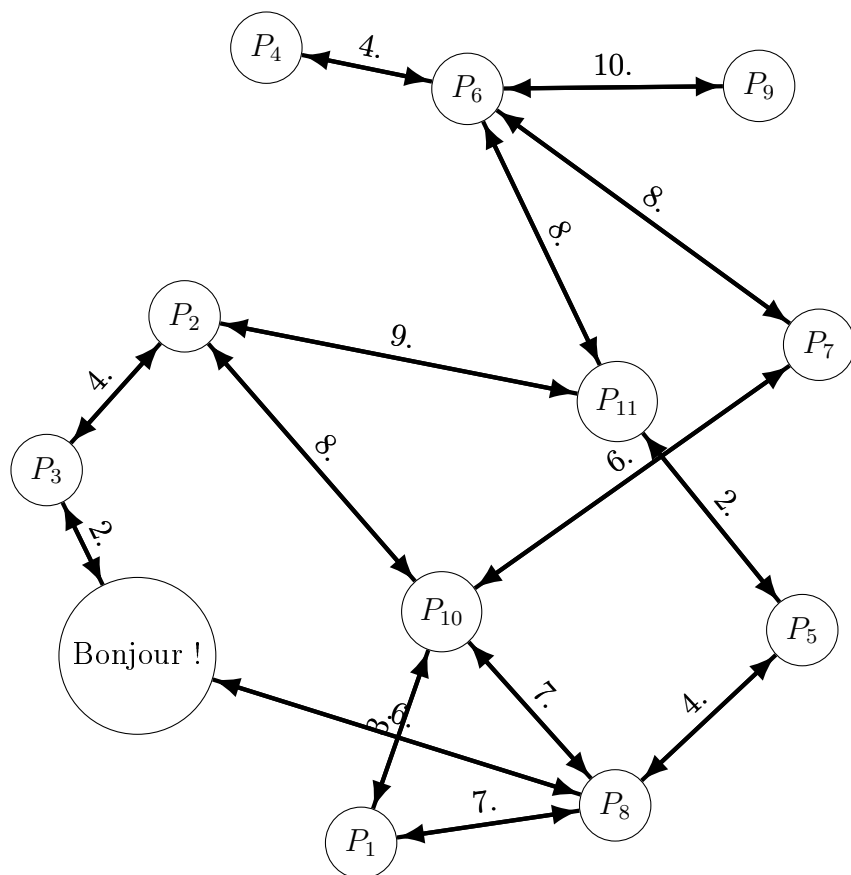 P₄
4.
P₆
10.
P₉
8.
8.
P₂
9.
P₇
4.
P₁₁
8.
6.
P₃
2.
2.
P₁₀
P₅
Bonjour !
7.
4.
3.
6.
7.
P₈
P₁